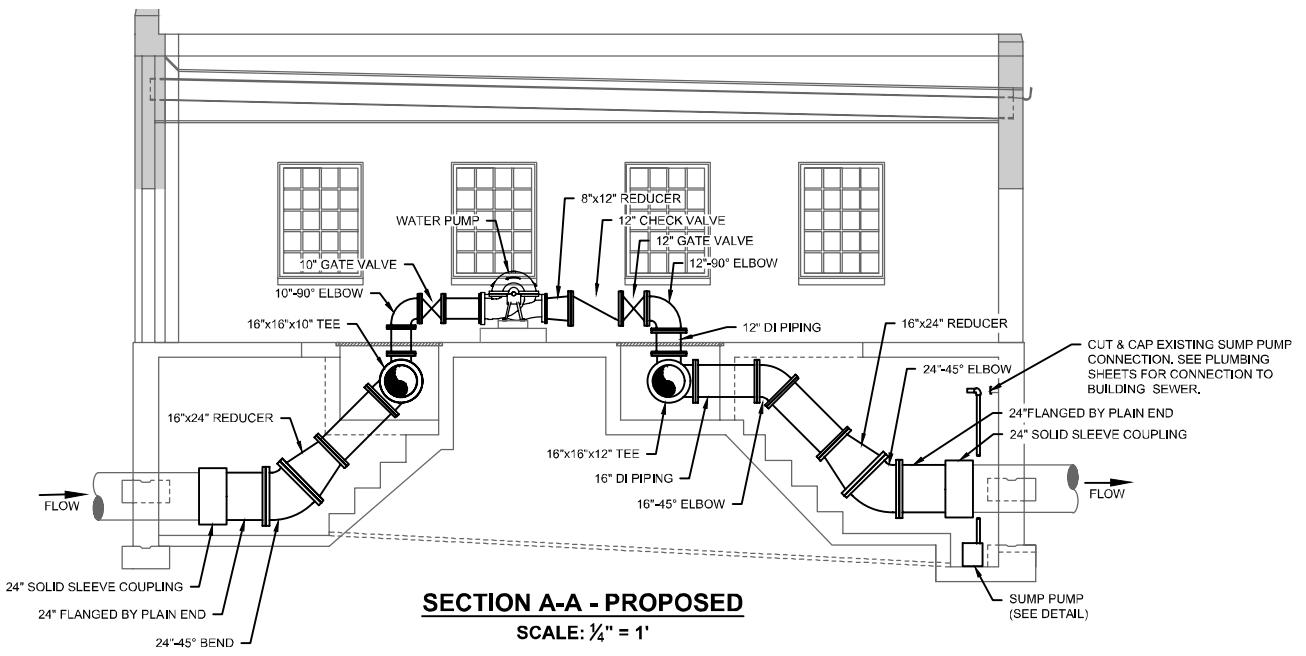 8"x12" REDUCER
WATER PUMP
12" CHECK VALVE
12" GATE VALVE
10" GATE VALVE
12"-90° ELBOW
10"-90° ELBOW
16"x16"x10" TEE
12" DI PIPING
16"x24" REDUCER
CUT & CAP EXISTING SUMP PUMP
CONNECTION. SEE PLUMBING
SHEETS FOR CONNECTION TO
BUILDING SEWER.
24"-45° ELBOW
16"x24" REDUCER
24"FLANGED BY PLAIN END
24" SOLID SLEEVE COUPLING
16"x16"x12" TEE
16" DI PIPING
16"-45° ELBOW
FLOW
FLOW
24" SOLID SLEEVE COUPLING
24" FLANGED BY PLAIN END
24"-45° BEND
SUMP PUMP
(SEE DETAIL)
SECTION A-A - PROPOSED
SCALE: ¼" = 1'